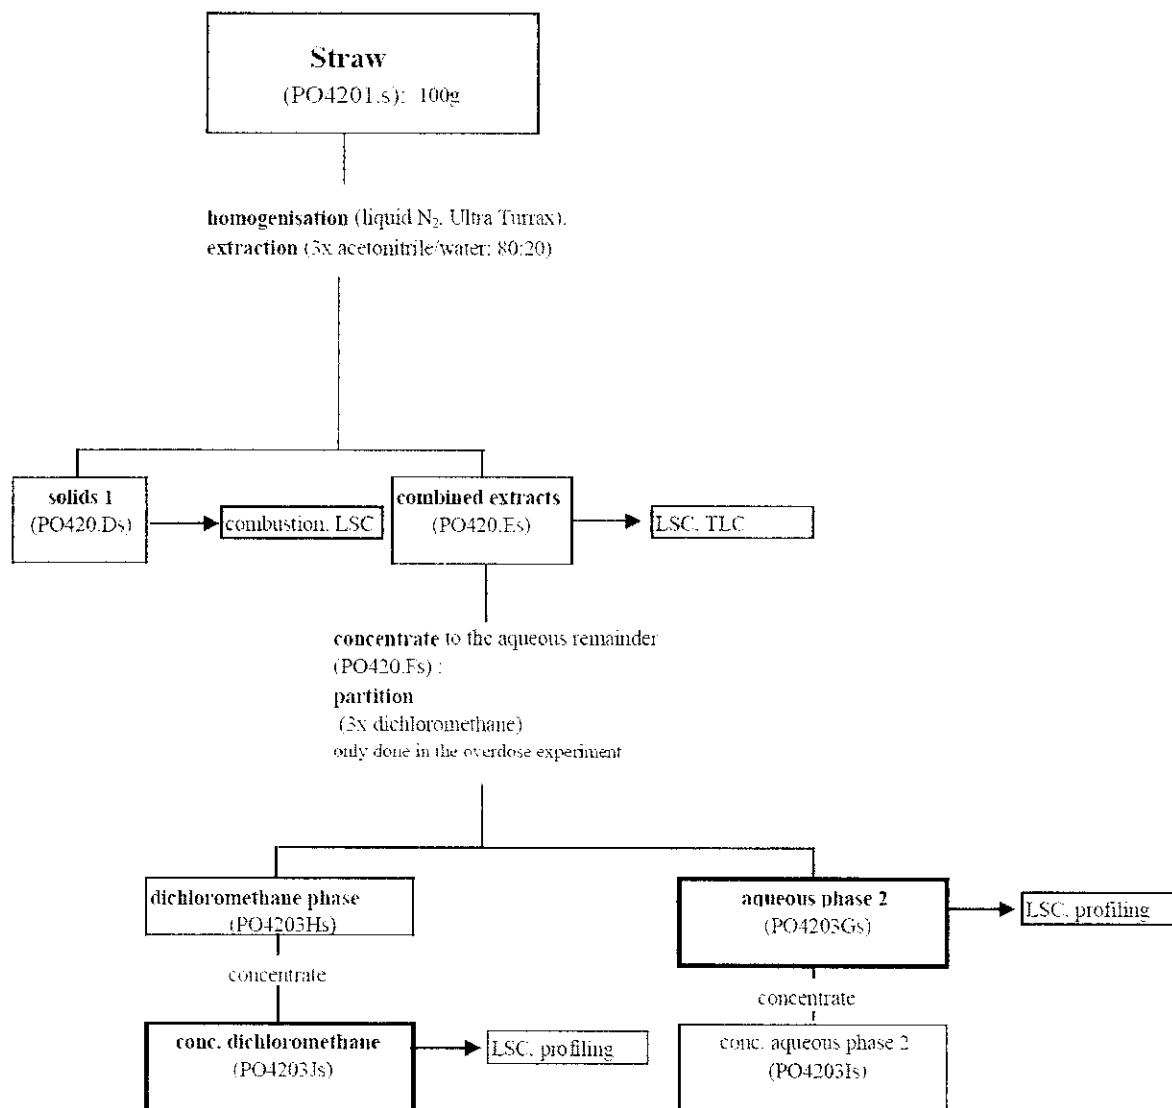 Straw
(PO4201.s): 100g
homogenisation (liquid N₂, Ultra Turrax),
extraction (3x acetonitrile/water: 80:20)
solids 1
(PO420.Ds)
combustion, LSC
combined extracts
(PO420.Es)
LSC, TLC
concentrate to the aqueous remainder
(PO420.Fs) :
partition
(3x dichloromethane)
only done in the overdose experiment
dichloromethane phase
(PO4203Hs)
aqueous phase 2
(PO4203Gs)
LSC, profiling
concentrate
concentrate
conc. dichloromethane
(PO4203Js)
LSC, profiling
conc. aqueous phase 2
(PO4203Is)